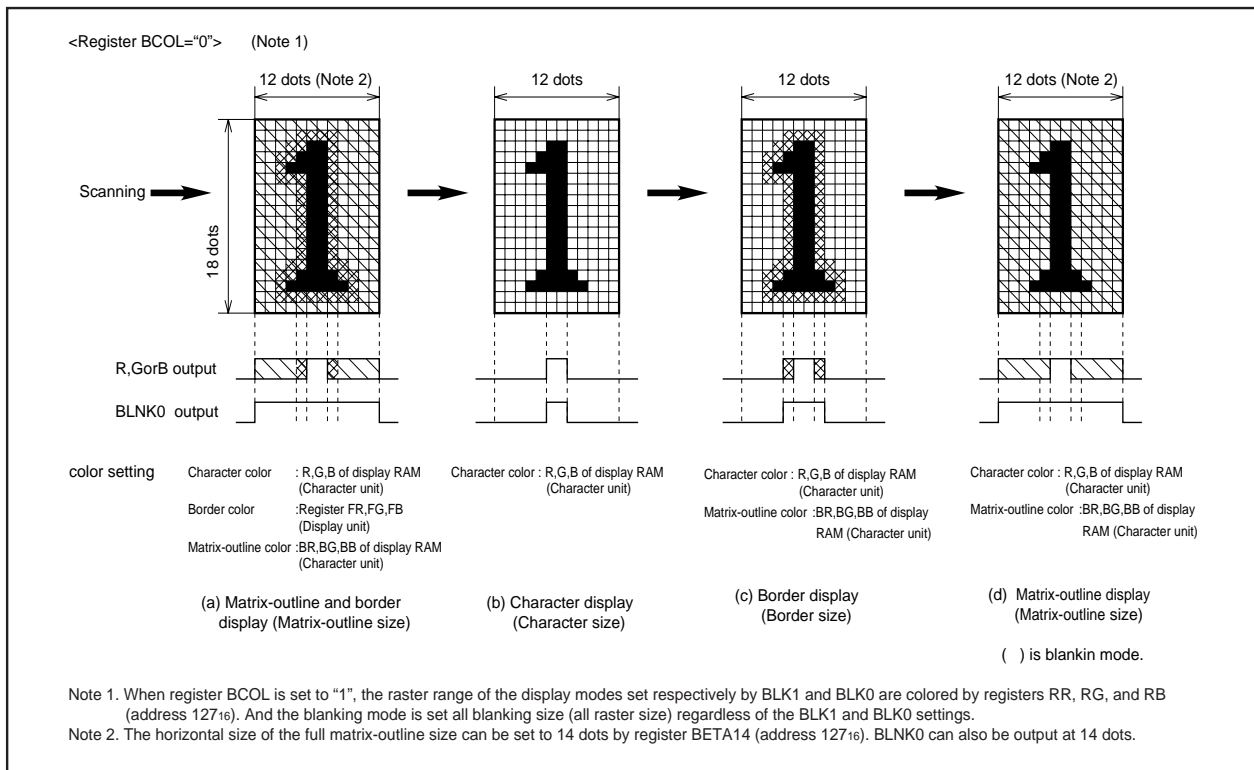 <Register BCOL=“0”> (Note 1)
12 dots (Note 2)
12 dots
12 dots
12 dots (Note 2)
Scanning
18 dots
R,GorB output
BLNK0 output
color setting
Character color : R,G,B of display RAM
(Character unit)
Border color :Register FR,FG,FB
(Display unit)
Matrix-outline color :BR,BG,BB of display RAM
(Character unit)
Character color : R,G,B of display RAM
(Character unit)
Character color : R,G,B of display RAM
(Character unit)
Matrix-outline color :BR,BG,BB of display
RAM (Character unit)
Character color : R,G,B of display RAM
(Character unit)
Matrix-outline color :BR,BG,BB of display
RAM (Character unit)
(a) Matrix-outline and border
display (Matrix-outline size)
(b) Character display
(Character size)
(c) Border display
(Border size)
(d) Matrix-outline display
(Matrix-outline size)
( ) is blankin mode.
Note 1. When register BCOL is set to “1”, the raster range of the display modes set respectively by BLK1 and BLK0 are colored by registers RR, RG, and RB
(address 12716). And the blanking mode is set all blanking size (all raster size) regardless of the BLK1 and BLK0 settings.
Note 2. The horizontal size of the full matrix-outline size can be set to 14 dots by register BETA14 (address 12716). BLNK0 can also be output at 14 dots.